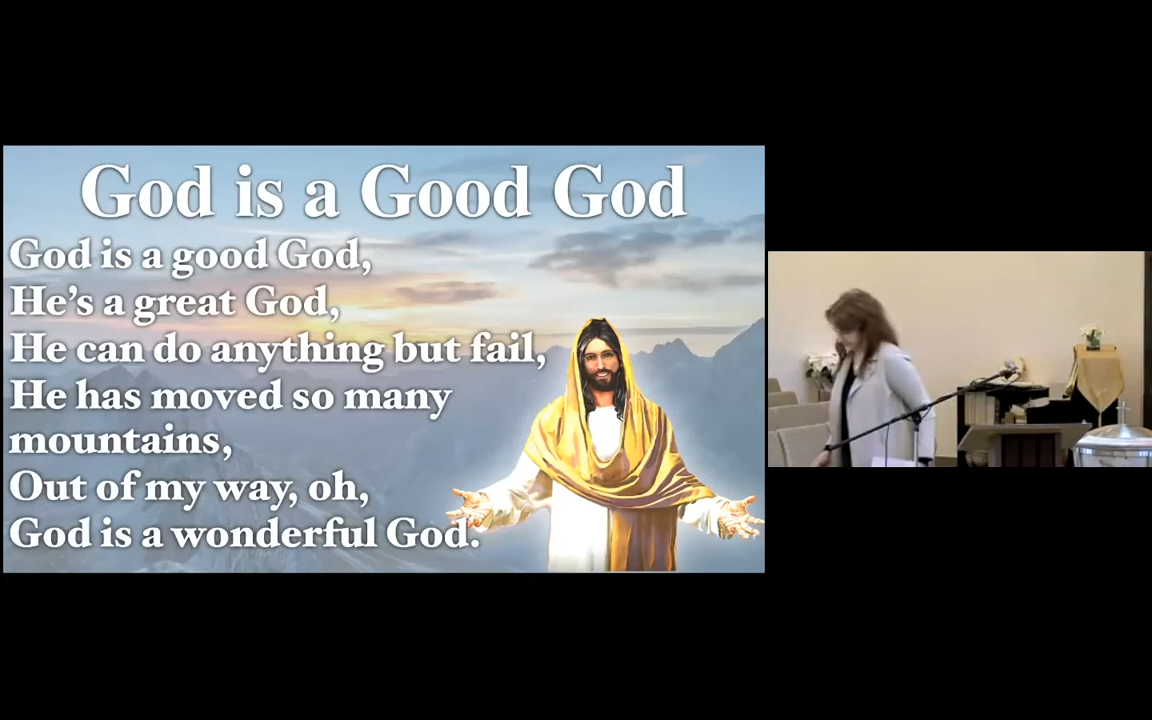 God is a Good God
God is a good God,
He's a great God,
He can do anything but fail,
He has moved so many
mountains,
Out of my way, oh,
God is a wonderful God.